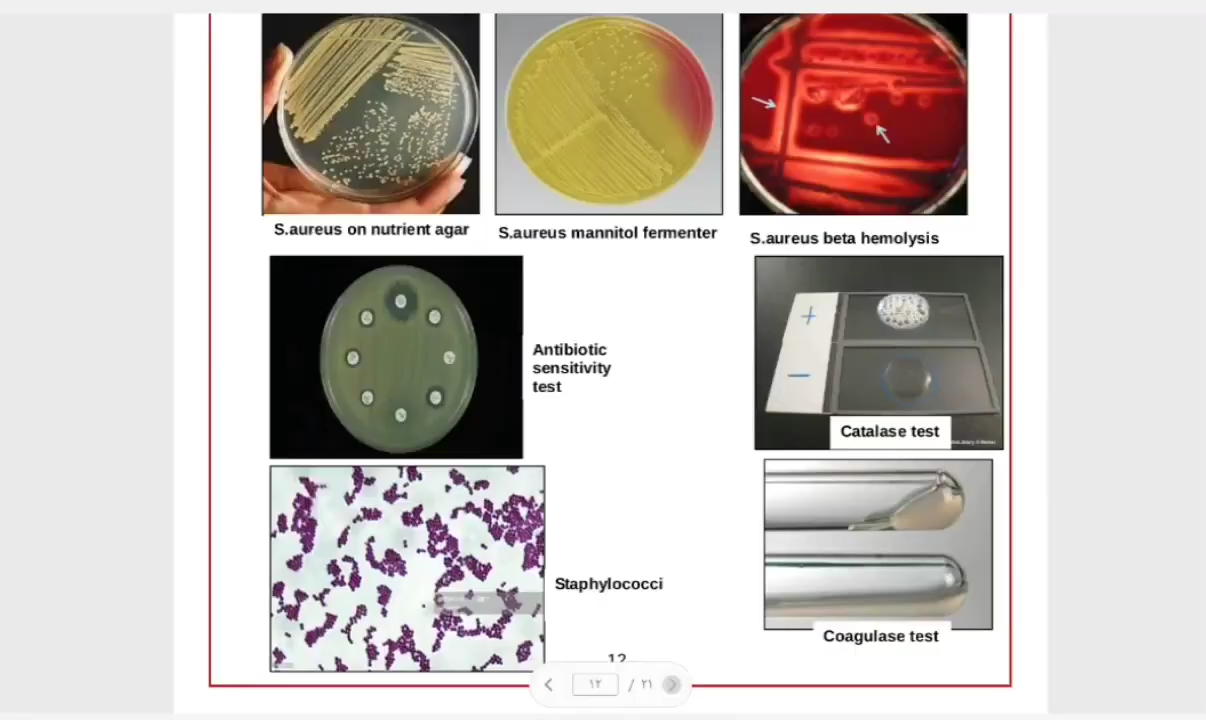 S.aureus on nutrient agar
S.aureus mannitol fermenter
S.aureus beta hemolysis
+
−
Antibiotic
sensitivity
test
Catalase test
Staphylococci
Coagulase test
12
١٢ / ٢١